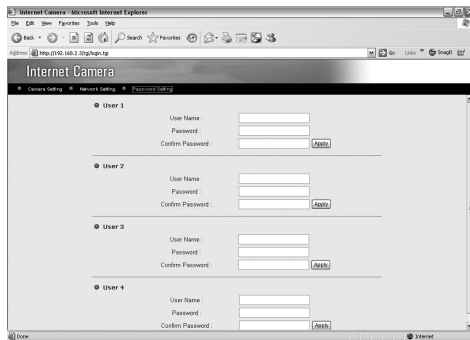 Internet Camera - Microsoft Internet Explorer
File Edit View Favorites Tools Help
Back Search Favorites
Address http://192.168.2.3/tgi/login.tgi Go Links » SnagIt
Internet Camera
Camera Setting Network Setting Password Setting
User 1
User Name :
Password :
Confirm Password : Apply
User 2
User Name :
Password :
Confirm Password : Apply
User 3
User Name :
Password :
Confirm Password : Apply
User 4
User Name :
Password :
Confirm Password : Apply
Done Internet